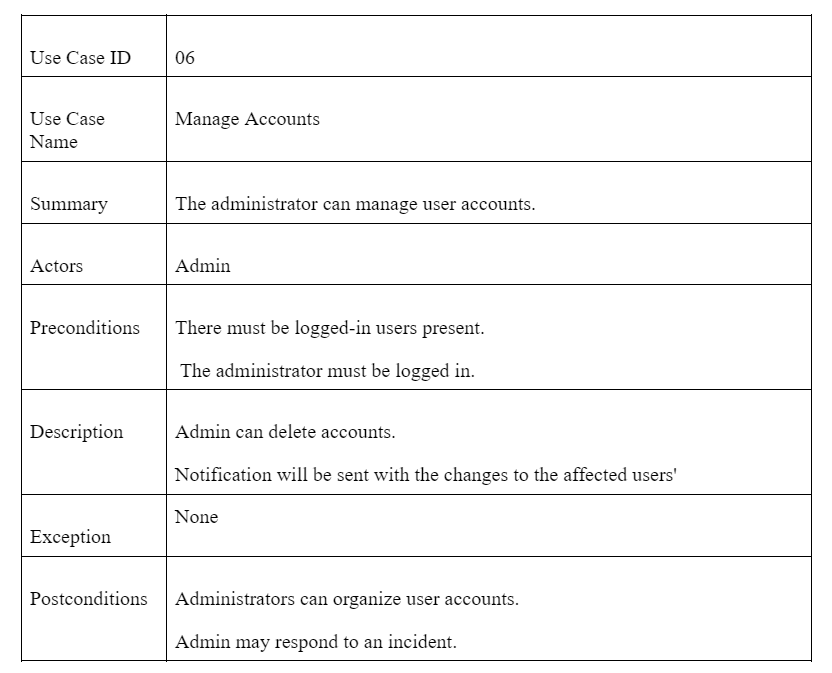 Use Case ID
06
Use Case
Name
Manage Accounts
Summary
The administrator can manage user accounts.
Actors
Admin
Preconditions
There must be logged-in users present.
The administrator must be logged in.
Description
Admin can delete accounts.
Notification will be sent with the changes to the affected users'
Exception
None
Postconditions
Administrators can organize user accounts.
Admin may respond to an incident.